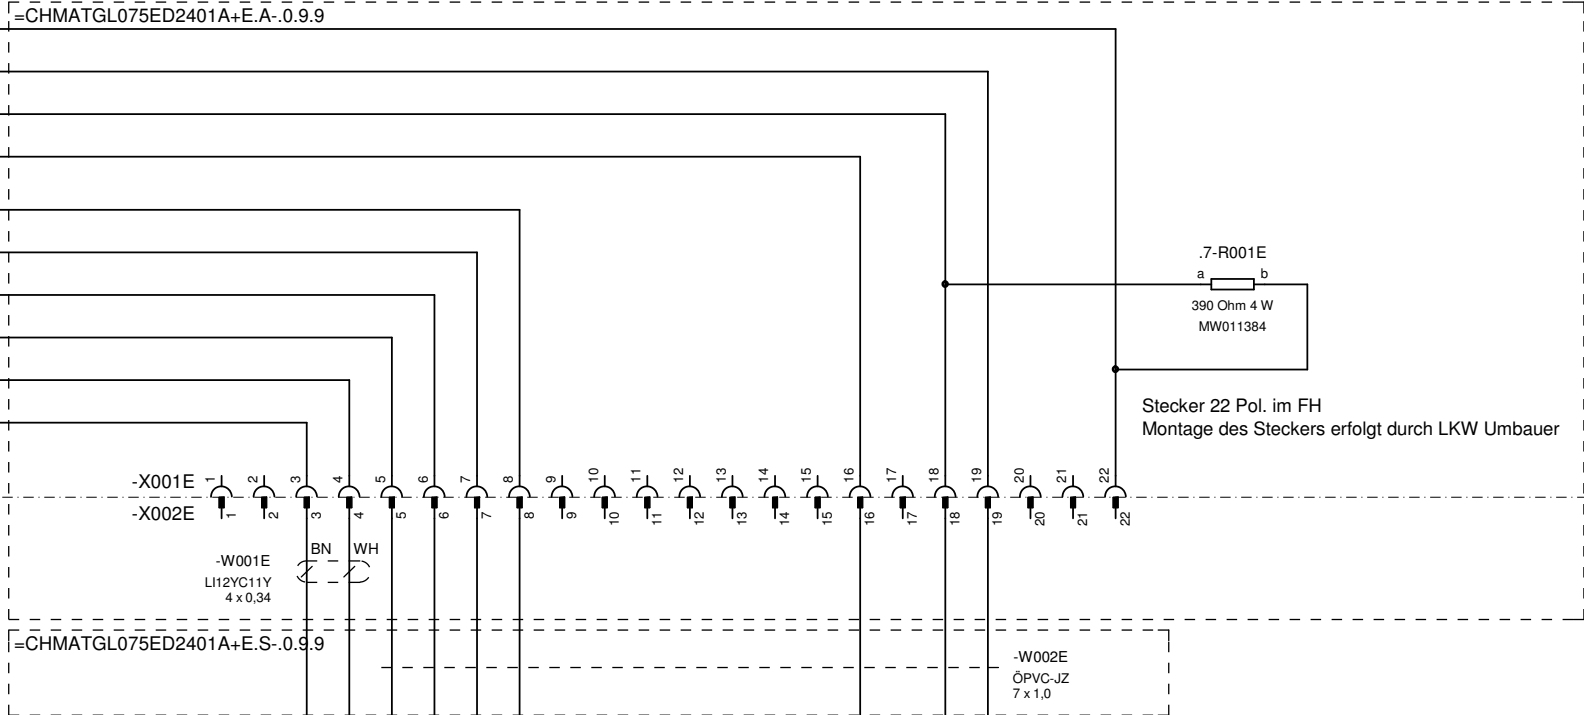 =CHMATGL075ED2401A+E.A-.0.9.9
.7-R001E
a b
390 Ohm 4 W
MW011384
Stecker 22 Pol. im FH
Montage des Steckers erfolgt durch LKW Umbauer
-X001E 1 2 3 4 5 6 7 8 9 10 11 12 13 14 15 16 17 18 19 20 21 22
-X002E 1 2 3 4 5 6 7 8 9 10 11 12 13 14 15 16 17 18 19 20 21 22
BN WH
-W001E
LI12YC11Y
4 x 0,34
=CHMATGL075ED2401A+E.S-.0.9.9
-W002E
ÖPVC-JZ
7 x 1,0